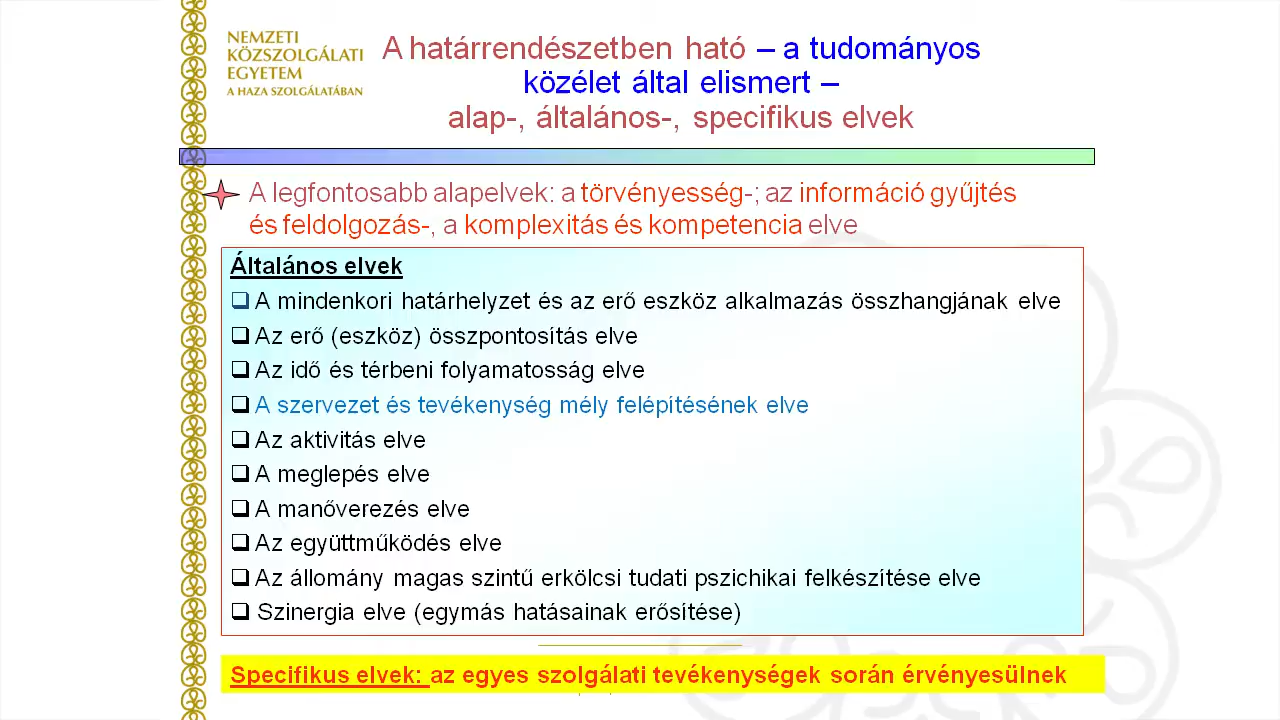 NEMZETI
KÖZSZOLGÁLATI
EGYETEM
A HAZA SZOLGÁLATÁBAN
A határrendészetben ható – a tudományos
közélet által elismert –
alap-, általános-, specifikus elvek
A legfontosabb alapelvek: a törvényesség-; az információ gyűjtés
és feldolgozás-, a komplexitás és kompetencia elve
Általános elvek
A mindenkori határhelyzet és az erő eszköz alkalmazás összhangjának elve
Az erő (eszköz) összpontosítás elve
Az idő és térbeni folyamatosság elve
A szervezet és tevékenység mély felépítésének elve
Az aktivitás elve
A meglepés elve
A manőverezés elve
Az együttműködés elve
Az állomány magas szintű erkölcsi tudati pszichikai felkészítése elve
Szinergia elve (egymás hatásainak erősítése)
Specifikus elvek: az egyes szolgálati tevékenységek során érvényesülnek